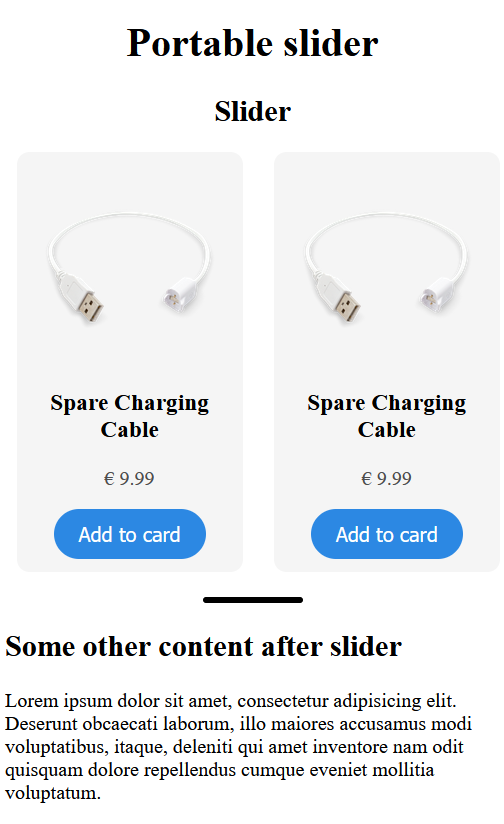 Portable slider
Slider
Spare Charging
Cable
€ 9.99
Add to card
Spare Charging
Cable
€ 9.99
Add to card
Some other content after slider
Lorem ipsum dolor sit amet, consectetur adipisicing elit.
Deserunt obcaecati laborum, illo maiores accusamus modi
voluptatibus, itaque, deleniti qui amet inventore nam odit
quisquam dolore repellendus cumque eveniet mollitia
voluptatum.